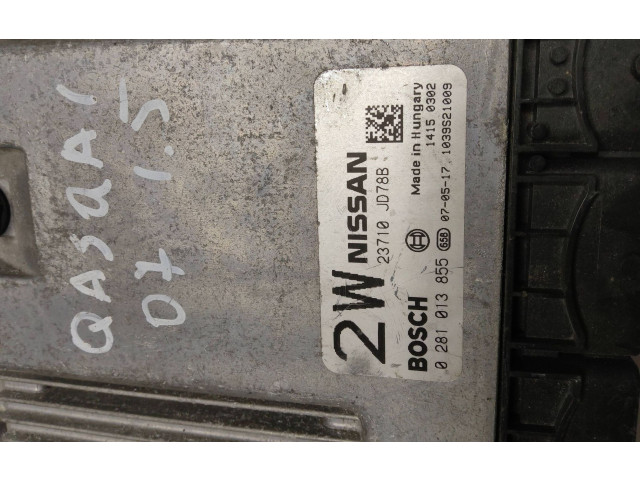 QASQAI
07 1.5
2W
NISSAN
23710 JD78B
BOSCH
0 281 013 855
658
07-05-17
1039S21009
Made in Hungary
1415 0302